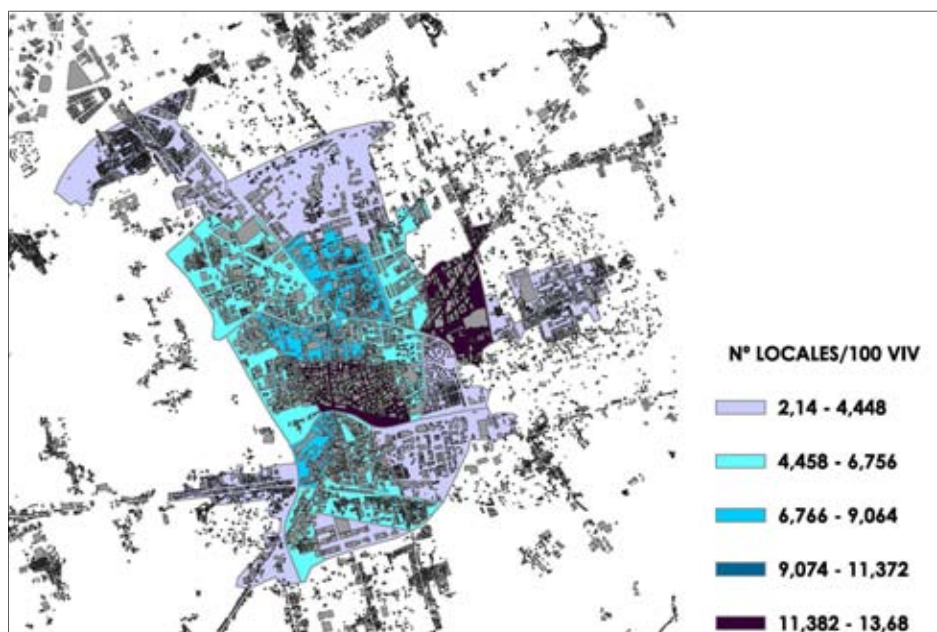 Nº LOCALES/100 VIV
2,14 - 4,448
4,458 - 6,756
6,766 - 9,064
9,074 - 11,372
11,382 - 13,68